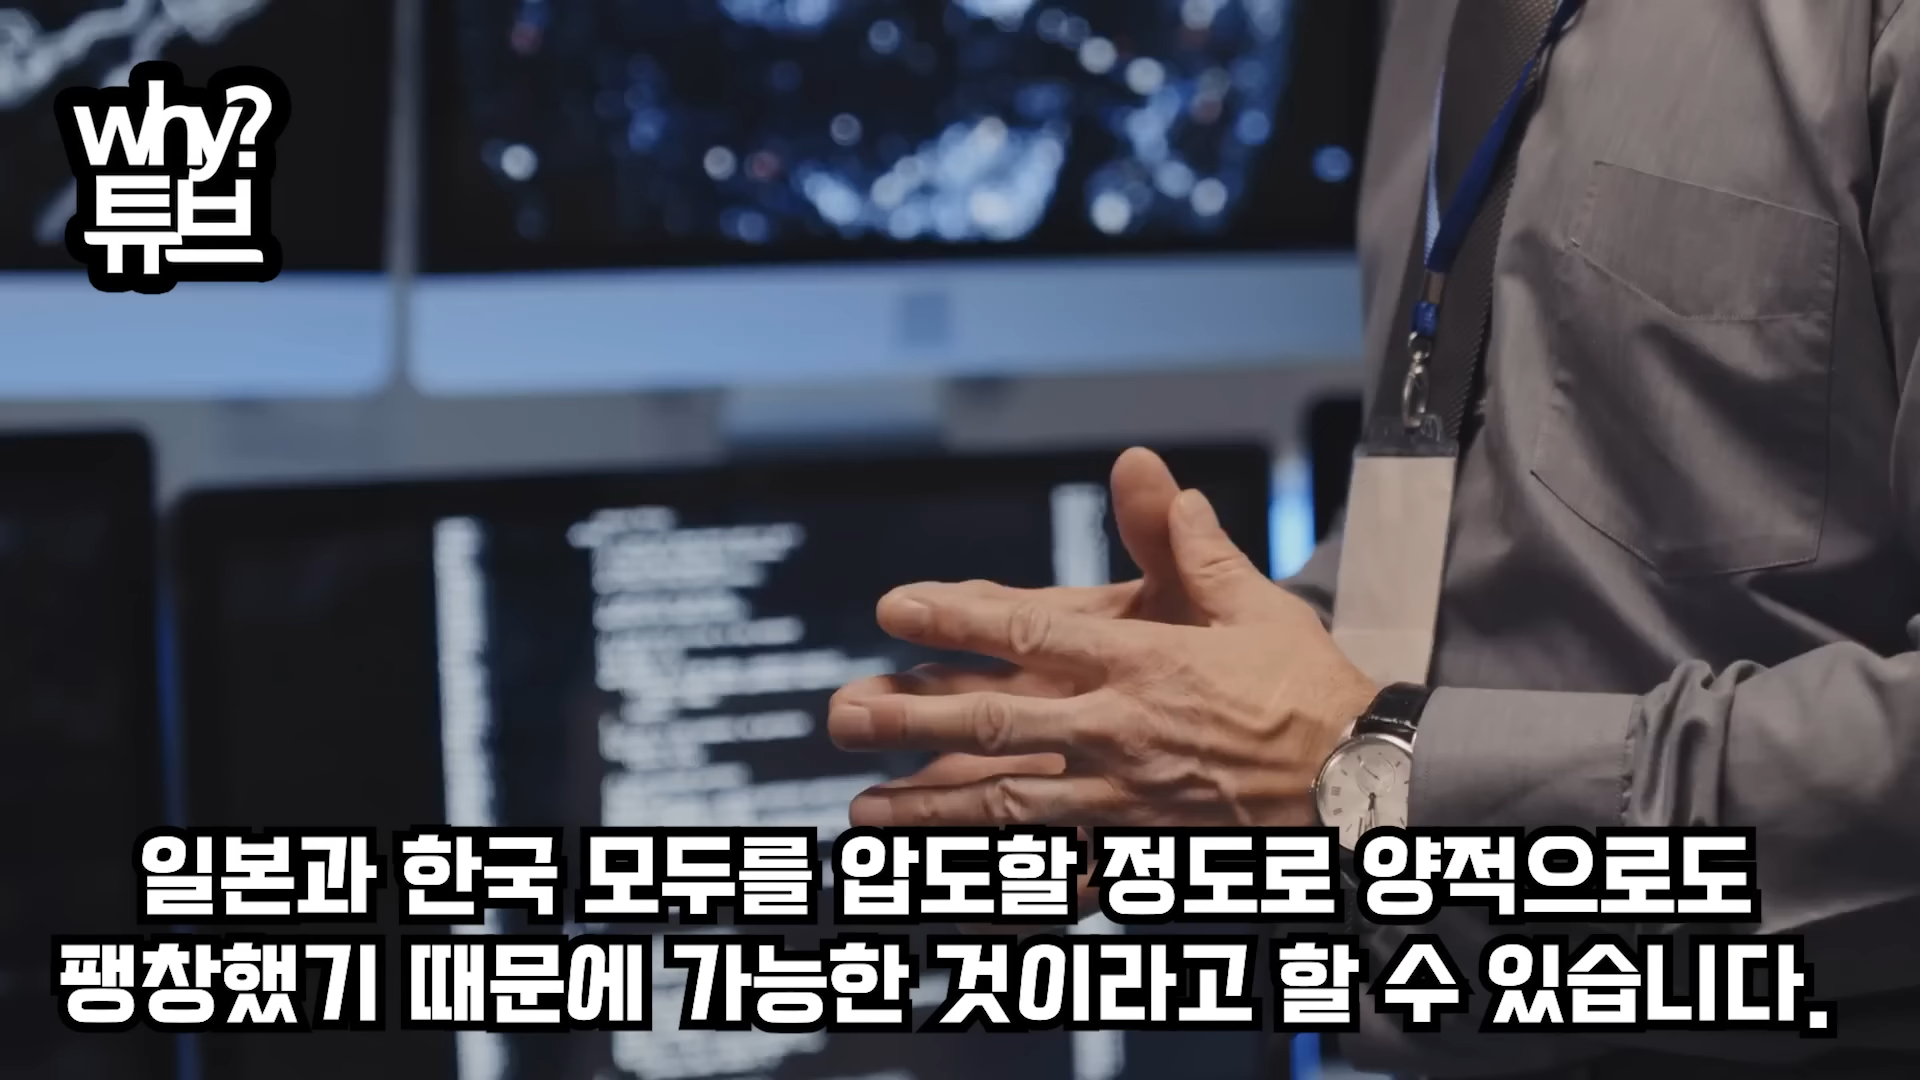 why?
튜브
일본과 한국 모두를 압도할 정도로 양적으로도
팽창했기 때문에 가능한 것이라고 할 수 있습니다.